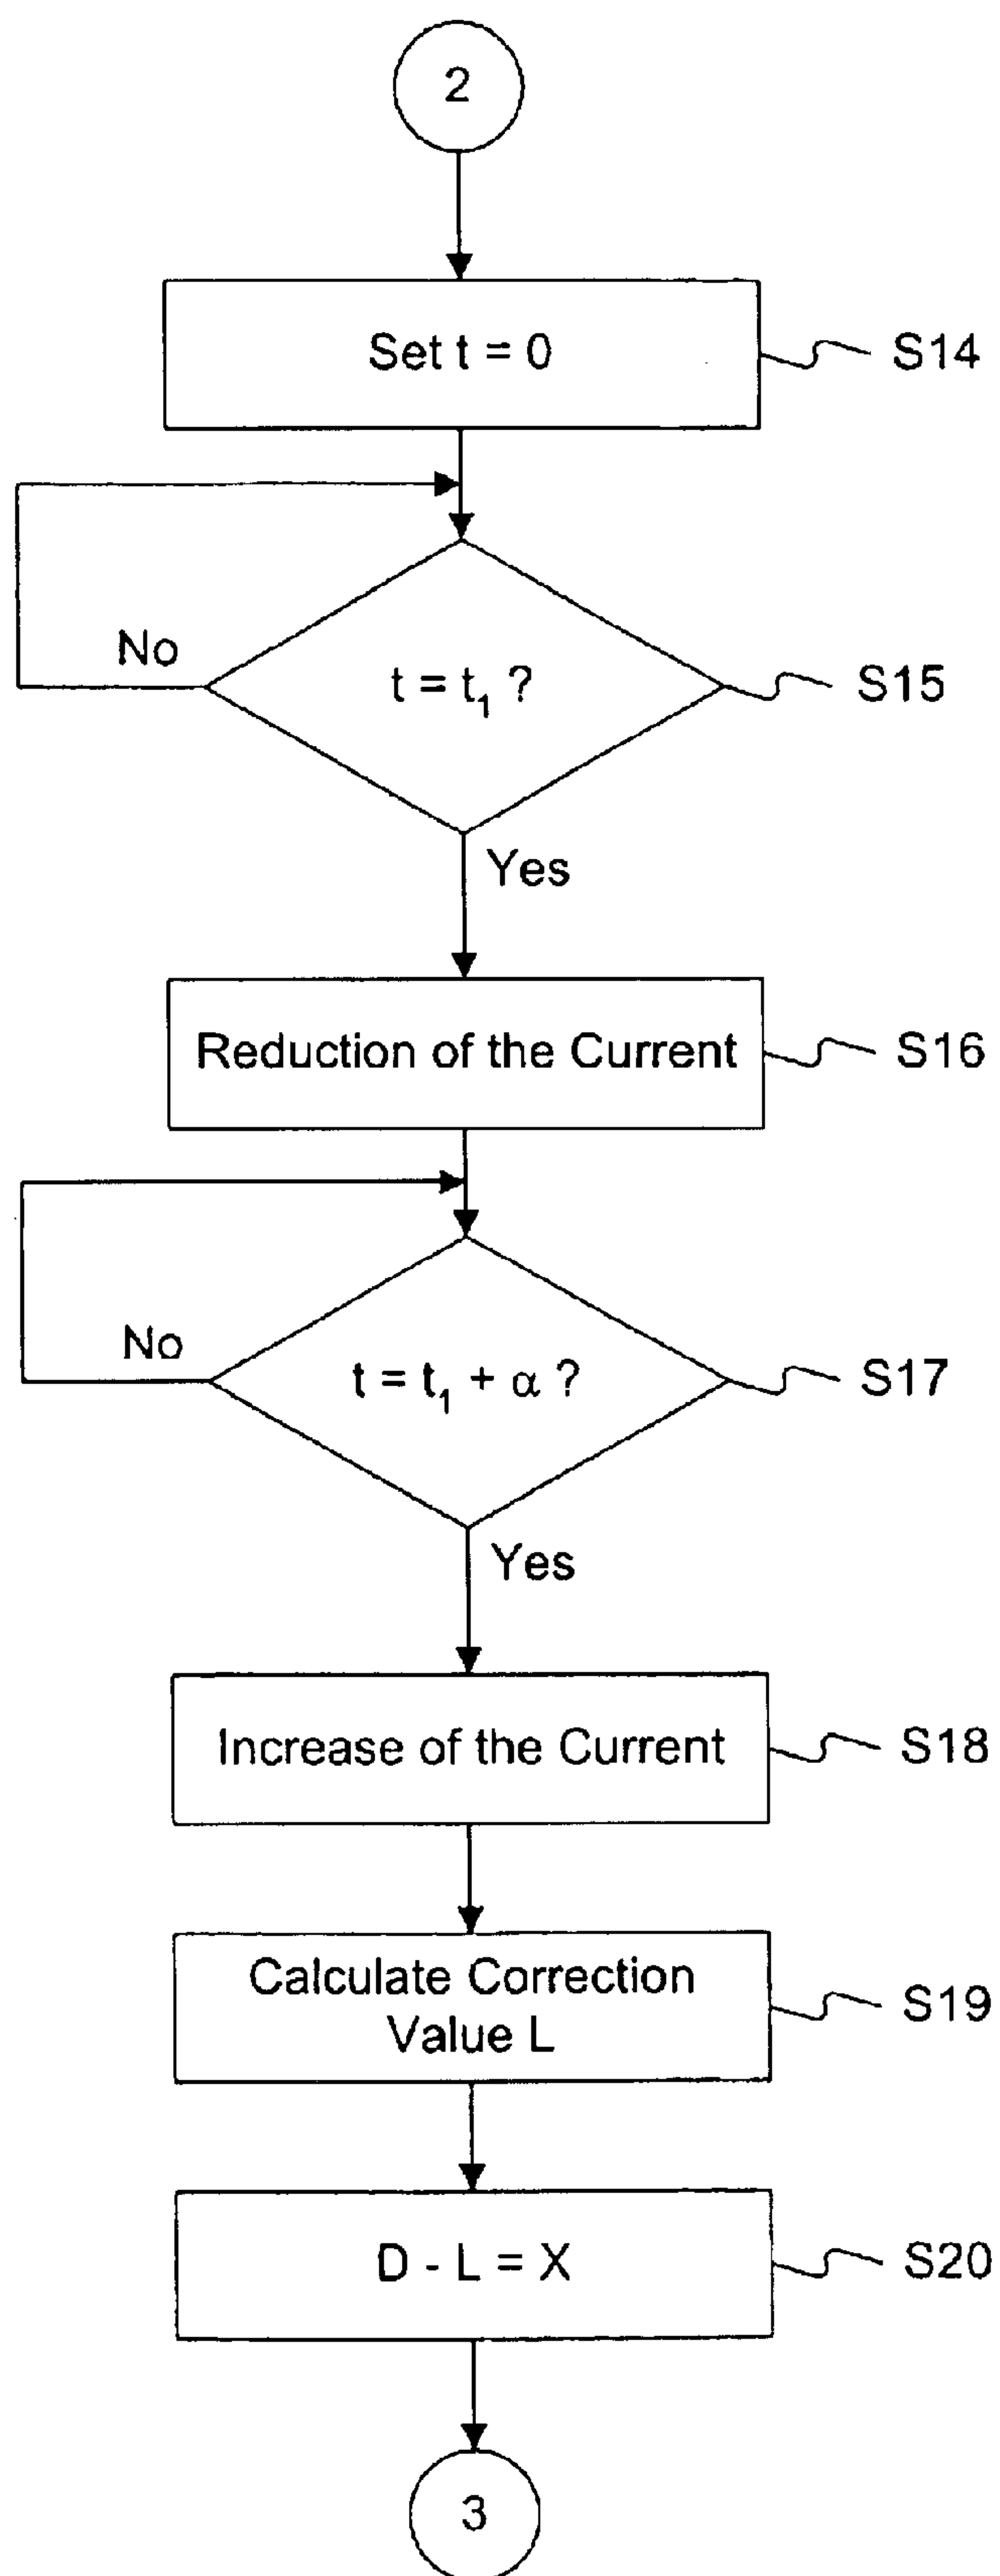 2
Set t = 0
S14
No
t = t₁ ?
S15
Yes
Reduction of the Current
S16
No
t = t₁ + α ?
S17
Yes
Increase of the Current
S18
Calculate Correction
Value L
S19
D - L = X
S20
3